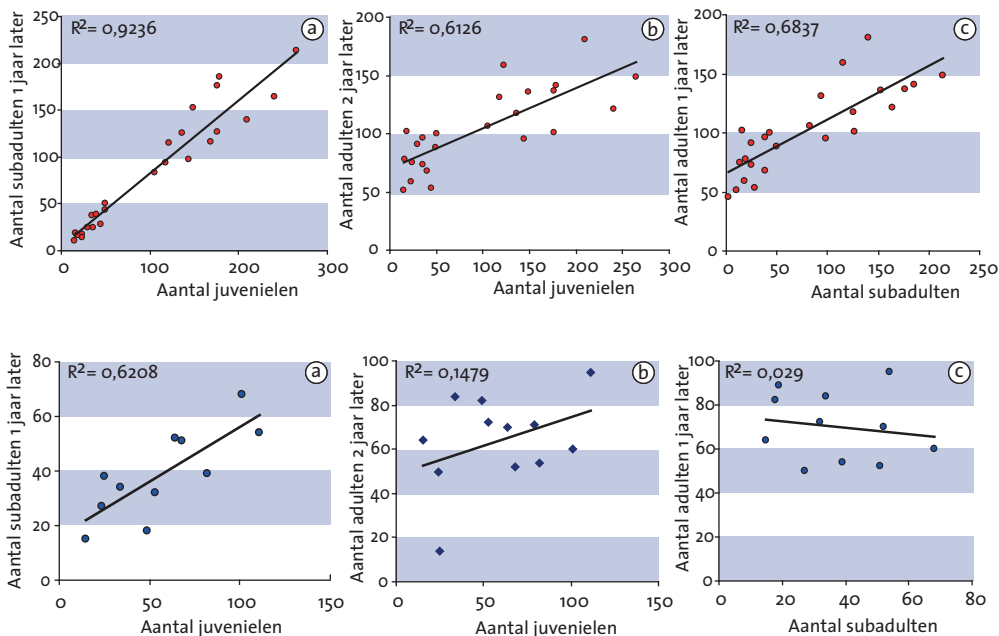 R²= 0,9236
a
Aantal subadulten 1 jaar later
250
200
150
100
50
0
0 100 200 300
Aantal juvenielen
R²= 0,6126
b
Aantal adulten 2 jaar later
200
150
100
50
0
0 50 100 150 200 250 300
Aantal juvenielen
R²= 0,6837
c
Aantal adulten 1 jaar later
200
150
100
50
0
0 50 100 150 200 250
Aantal subadulten
R²= 0,6208
a
Aantal subadulten 1 jaar later
80
60
40
20
0
0 50 100 150
Aantal juvenielen
R²= 0,1479
b
Aantal adulten 2 jaar later
100
80
60
40
20
0
0 50 100 150
Aantal juvenielen
R²= 0,029
c
Aantal adulten 1 jaar later
100
80
60
40
20
0
0 20 40 60 80
Aantal subadulten